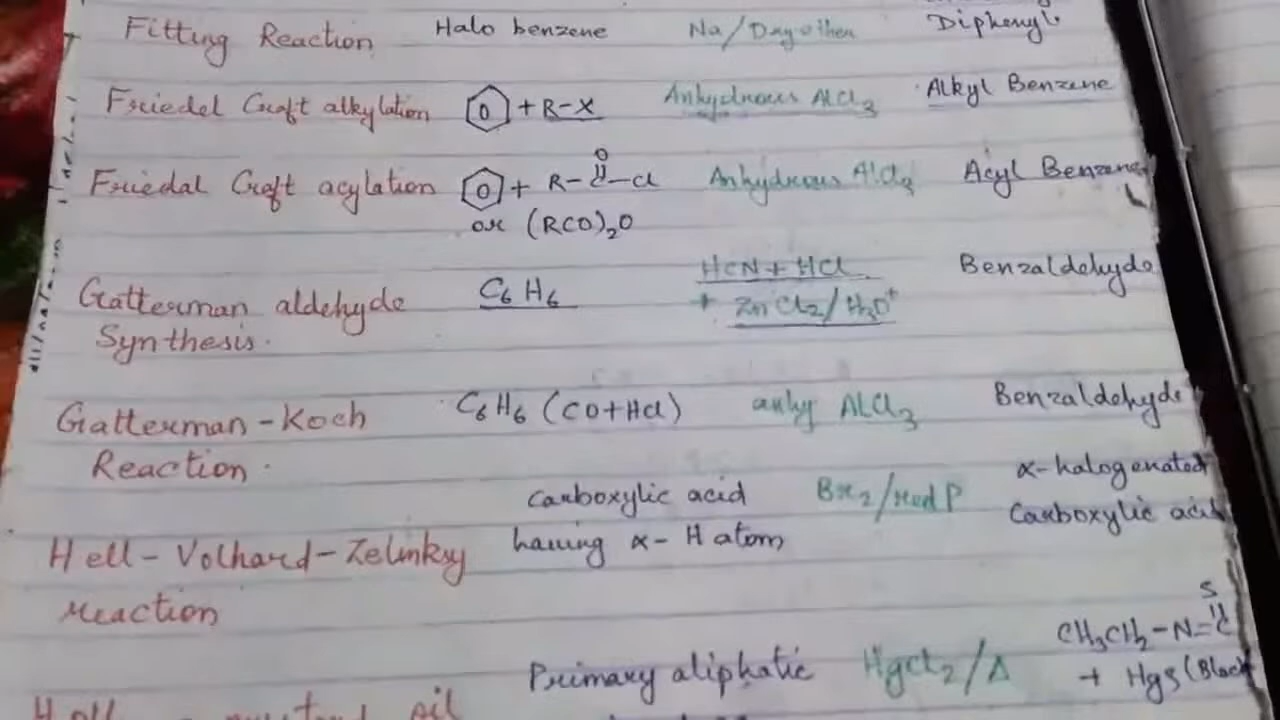 Fitting Reaction Halo benzene Na/Dry ether Diphenyl
Friedel Craft alkylation + R-X Anhydrous AlCl3 Alkyl Benzene
Friedal Craft acylation + R-C-Cl Anhydrous AlCl3 Acyl Benzene
O
or (RCO)2O
Gatterman aldehyde C6H6 HCN + HCl Benzaldehyde
Synthesis. + ZnCl2/H3O+
Gatterman-Koch C6H6 (CO+HCl) anhy AlCl3 Benzaldehyde
Reaction.
Hell-Volhard-Zelinksy Carboxylic acid Br2/red P α-halogenated
reaction having α-H atom Carboxylic acid
Primary aliphatic HgCl2/Δ CH3CH2-N=C
S
+ HgS (Black
mustard oil